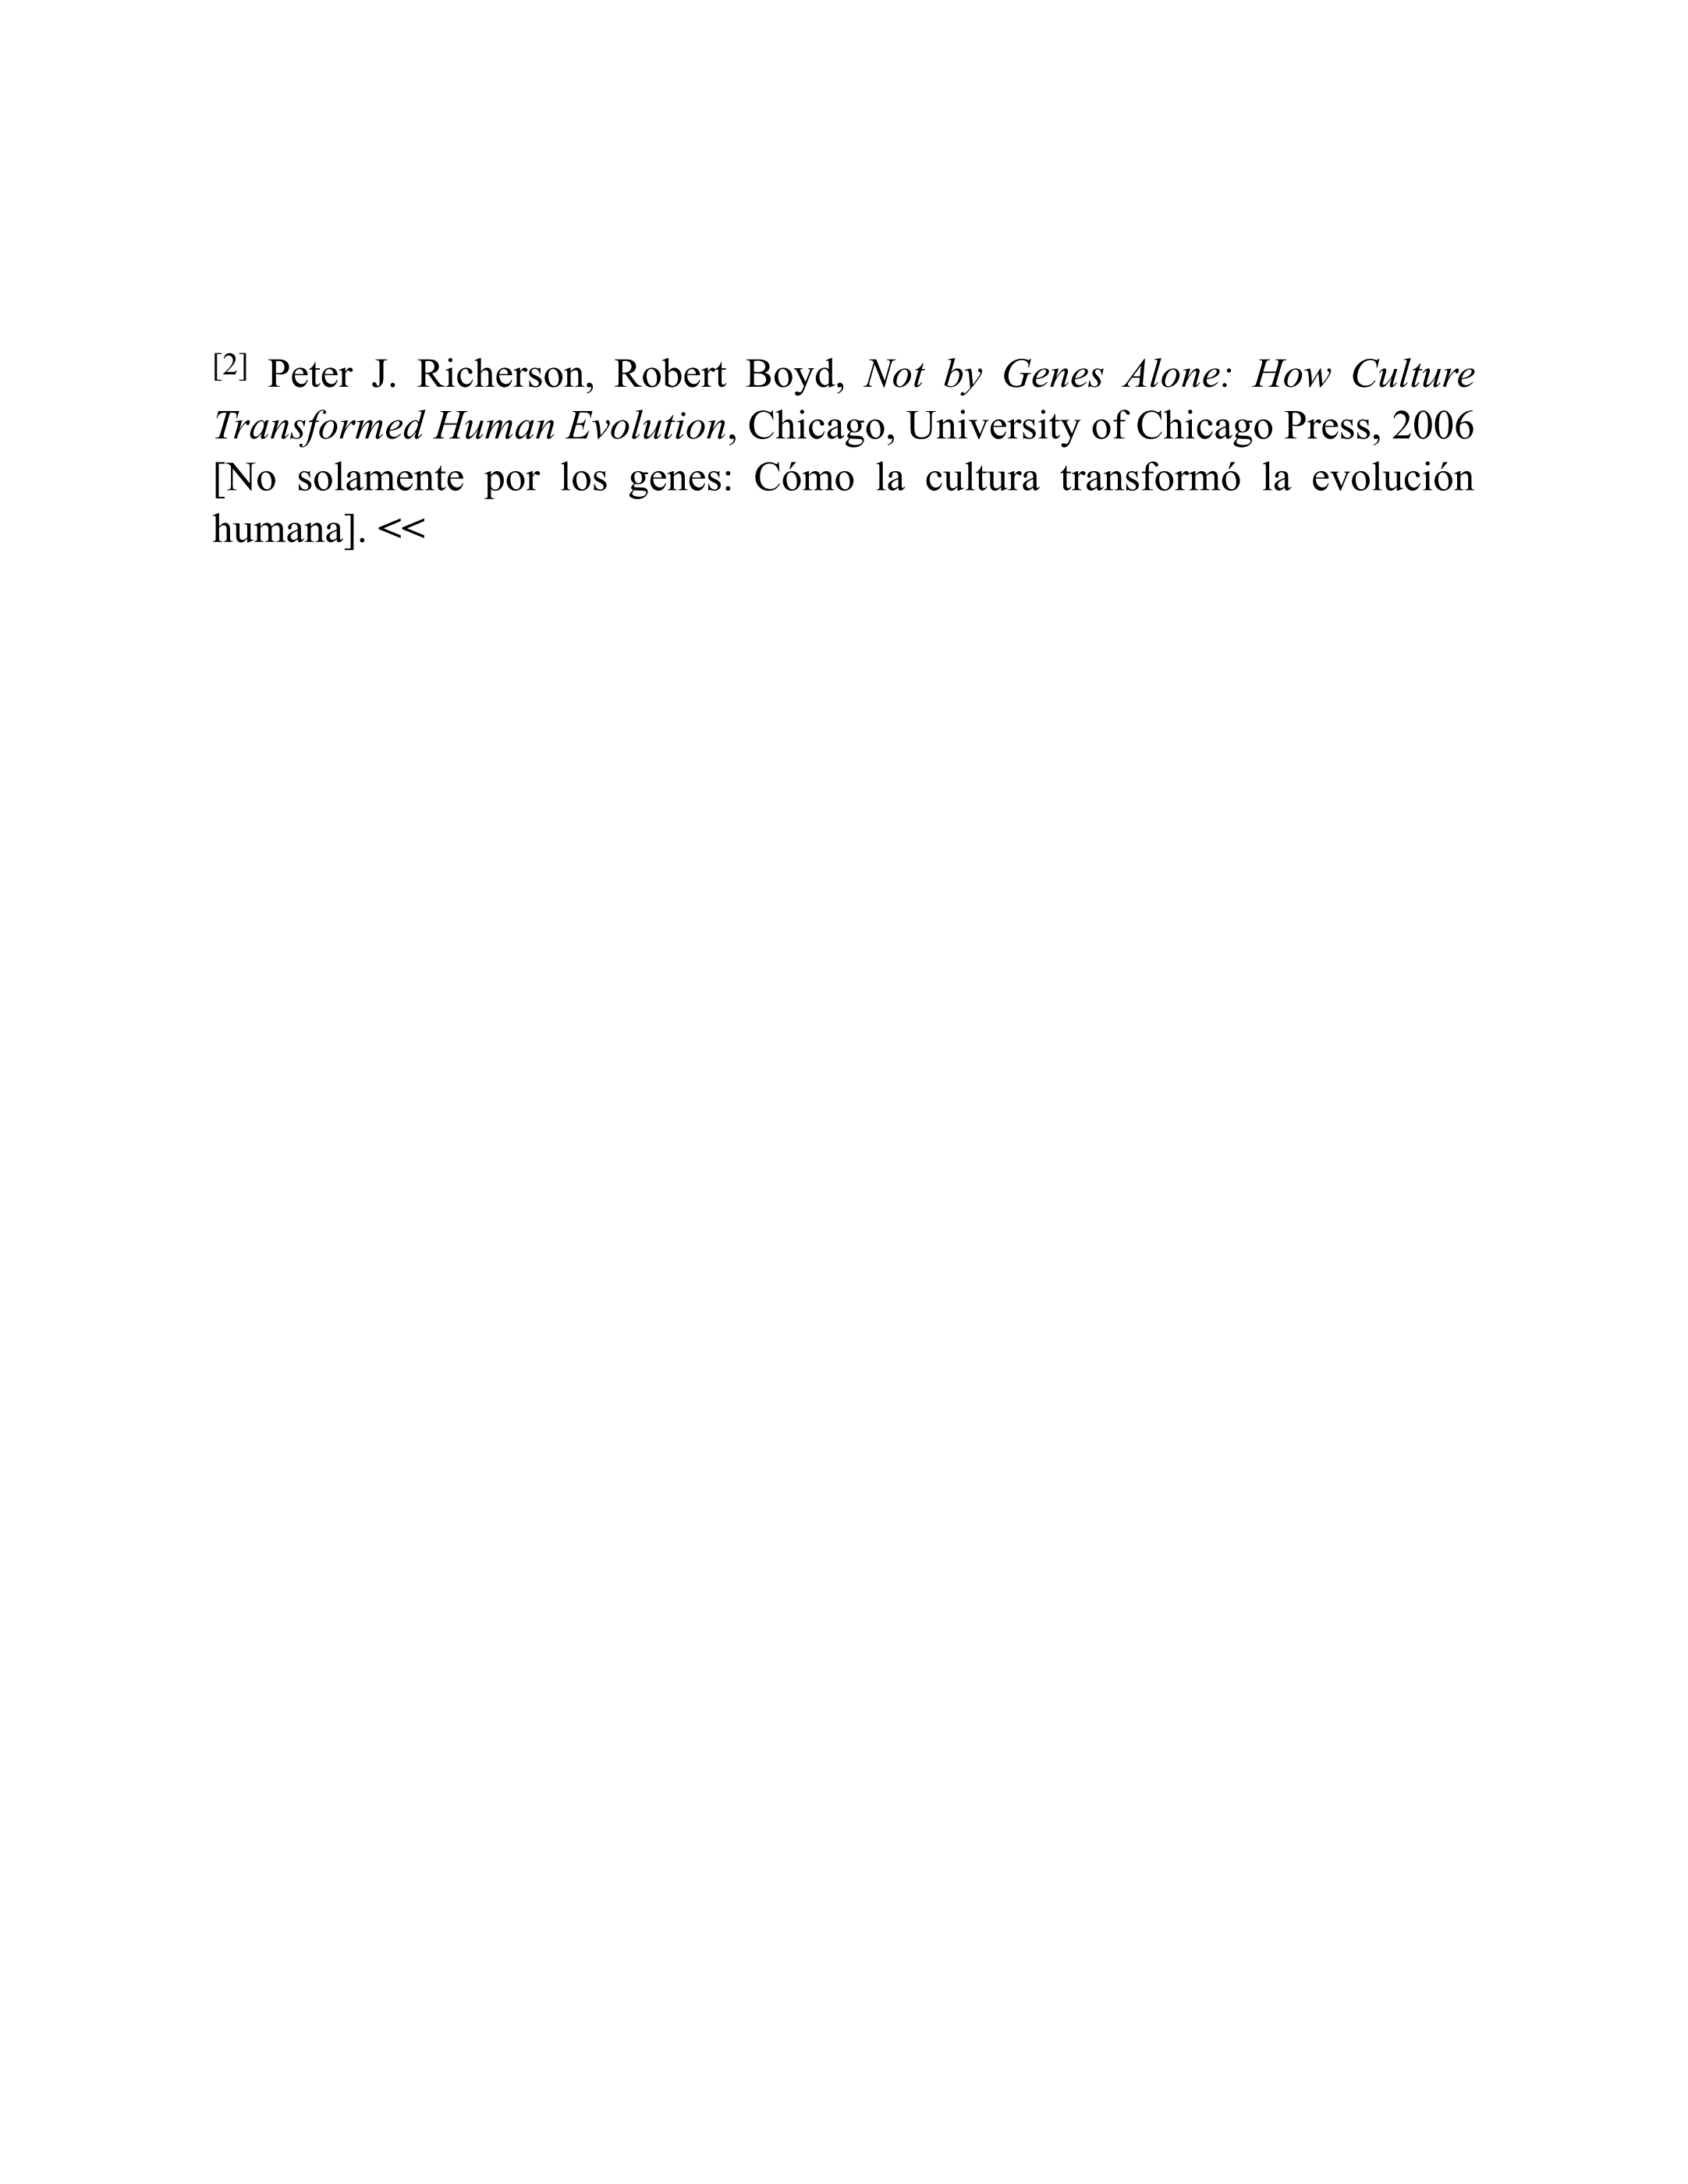 [2] Peter J. Richerson, Robert Boyd, Not by Genes Alone: How Culture
Transformed Human Evolution, Chicago, University of Chicago Press, 2006
[No solamente por los genes: Cómo la cultura transformó la evolución
humana]. <<